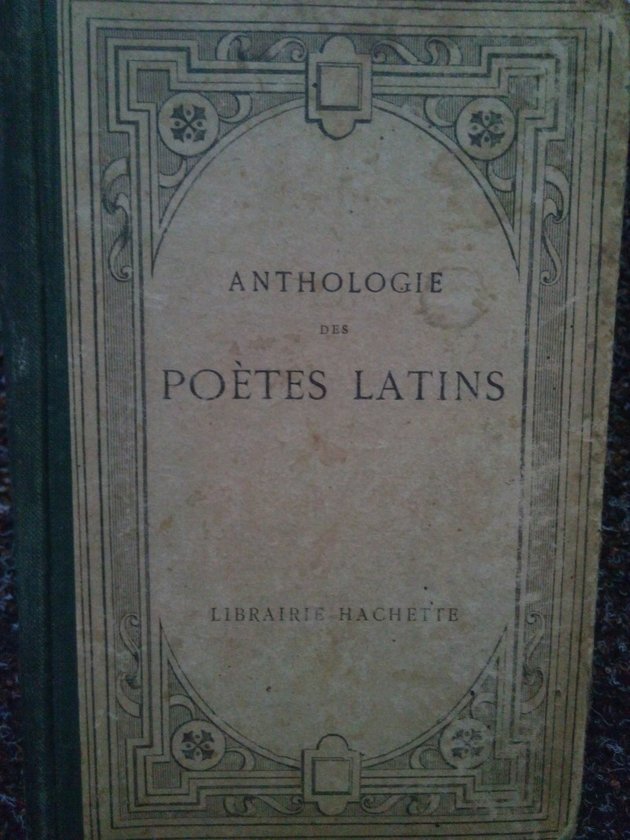 ANTHOLOGIE
DES
POÈTES LATINS
LIBRAIRIE HACHETTE